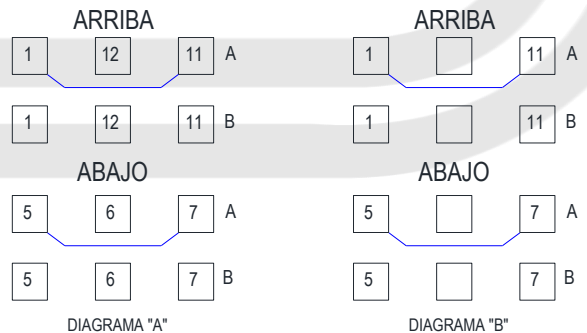 ARRIBA ARRIBA
1 12 11 A 1 11 A
1 12 11 B 1 11 B
ABAJO ABAJO
5 6 7 A 5 7 A
5 6 7 B 5 7 B
DIAGRAMA "A" DIAGRAMA "B"